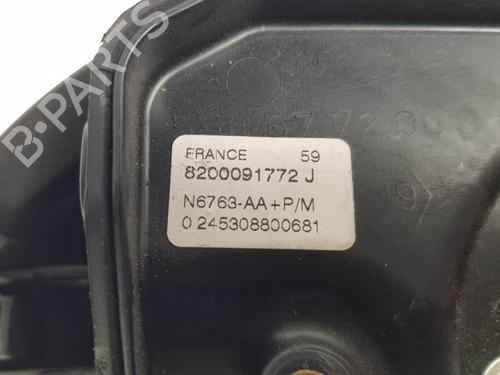 B-PARTS
FRANCE 59
8200091772 J
N6763-AA+P/M
0 245308800681